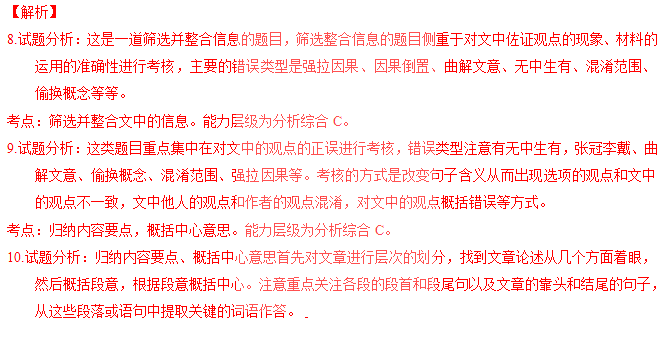 【解析】
8.试题分析：这是一道筛选并整合信息的题目，筛选整合信息的题目侧重于对文中佐证观点的现象、材料的
运用的准确性进行考核，主要的错误类型是强拉因果、因果倒置、曲解文意、无中生有、混淆范围、
偷换概念等等。
考点：筛选并整合文中的信息。能力层级为分析综合 C。
9.试题分析：这类题目重点集中在对文中的观点的正误进行考核，错误类型注意有无中生有，张冠李戴、曲
解文意、偷换概念、混淆范围、强拉因果等。考核的方式是改变句子含义从而出现选项的观点和文中
的观点不一致，文中他人的观点和作者的观点混淆，对文中的观点概括错误等方式。
考点：归纳内容要点，概括中心意思。能力层级为分析综合 C。
10.试题分析：归纳内容要点、概括中心意思首先对文章进行层次的划分，找到文章论述从几个方面着眼，
然后概括段意，根据段意概括中心。注意重点关注各段的段首和段尾句以及文章的靠头和结尾的句子，
从这些段落或语句中提取关键的词语作答。